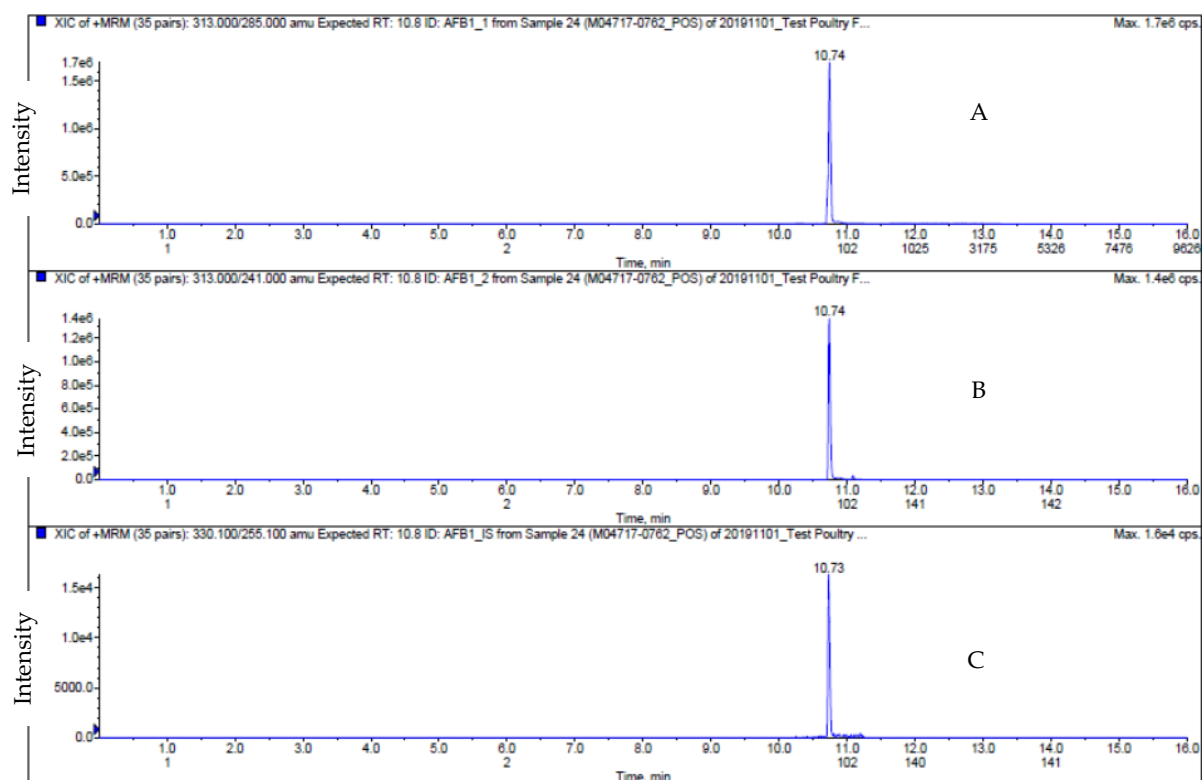 XIC of +MRM (35 pairs): 313.000/285.000 amu Expected RT: 10.8 ID: AFB1_1 from Sample 24 (M04717-0762_POS) of 20191101_Test Poultry F... Max. 1.7e6 cps.
10.74
1.7e6
1.5e6
1.0e6
5.0e5
0.0
Intensity
A
1.0 2.0 3.0 4.0 5.0 6.0 7.0 8.0 9.0 10.0 11.0 12.0 13.0 14.0 15.0 16.0
1 2 102 1025 3175 5326 7476 9626
Time, min
XIC of +MRM (35 pairs): 313.000/241.000 amu Expected RT: 10.8 ID: AFB1_2 from Sample 24 (M04717-0762_POS) of 20191101_Test Poultry F... Max. 1.4e6 cps.
10.74
1.4e6
1.2e6
1.0e6
8.0e5
6.0e5
4.0e5
2.0e5
0.0
Intensity
B
1.0 2.0 3.0 4.0 5.0 6.0 7.0 8.0 9.0 10.0 11.0 12.0 13.0 14.0 15.0 16.0
1 2 102 141 142
Time, min
XIC of +MRM (35 pairs): 330.100/255.100 amu Expected RT: 10.8 ID: AFB1_IS from Sample 24 (M04717-0762_POS) of 20191101_Test Poultry ... Max. 1.6e4 cps.
10.73
1.5e4
1.0e4
5000.0
0.0
Intensity
C
1.0 2.0 3.0 4.0 5.0 6.0 7.0 8.0 9.0 10.0 11.0 12.0 13.0 14.0 15.0 16.0
1 2 102 140 141
Time, min